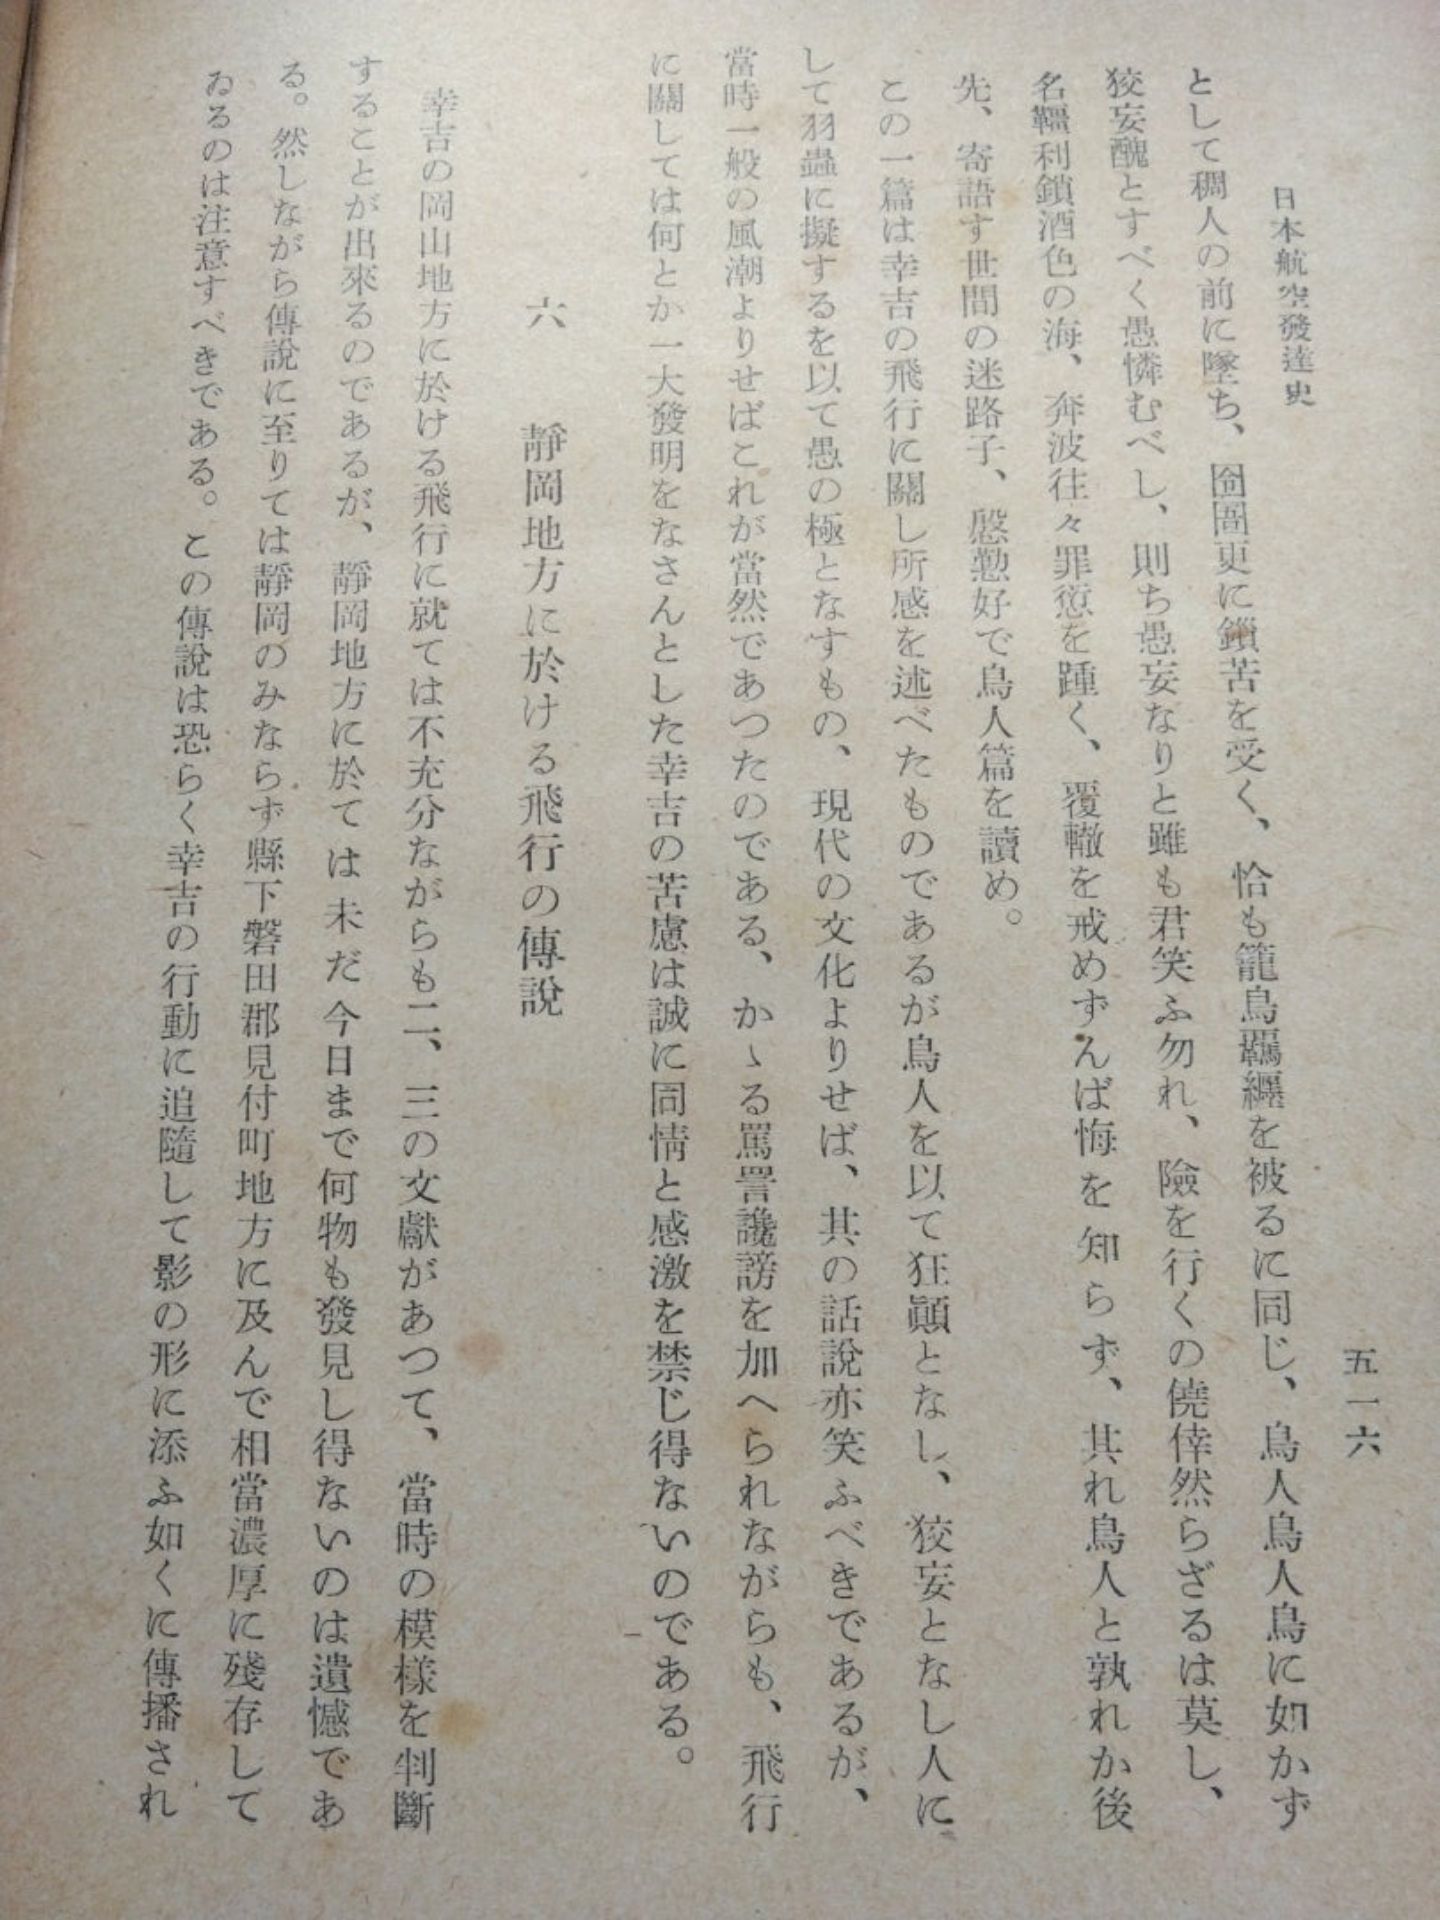 日本航空發達史
五一六
として稠人の前に墜ち、囹圄更に鎖苦を受く、恰も籠鳥羈纒を被るに同じ、鳥人鳥人鳥に如かず
狡妄醜とすべく愚憐むべし、則ち愚妄なりと雖も君笑ふ勿れ、險を行くの僥倖然らざるは莫し、
名韁利鎖酒色の海、奔波往々罪愆を踵く、覆轍を戒めずんば悔を知らず、其れ鳥人と孰れか後
先、寄語す世間の迷路子、慇懃好で鳥人篇を讀め。
この一篇は幸吉の飛行に關し所感を述べたものであるが鳥人を以て狂顚となし、狡妄となし人に
して羽蟲に擬するを以て愚の極となすもの、現代の文化よりせば、其の話說亦笑ふべきであるが、
當時一般の風潮よりせばこれが當然であつたのである、かゝる罵詈讒謗を加へられながらも、飛行
に關しては何とか一大發明をなさんとした幸吉の苦慮は誠に同情と感激を禁じ得ないのである。
六 靜岡地方に於ける飛行の傳說
幸吉の岡山地方に於ける飛行に就ては不充分ながらも二、三の文獻があつて、當時の模樣を判斷
することが出來るのであるが、靜岡地方に於ては未だ今日まで何物も發見し得ないのは遺憾であ
る。然しながら傳說に至りては靜岡のみならず縣下磐田郡見付町地方に及んで相當濃厚に殘存して
ゐるのは注意すべきである。この傳說は恐らく幸吉の行動に追隨して影の形に添ふ如くに傳播され